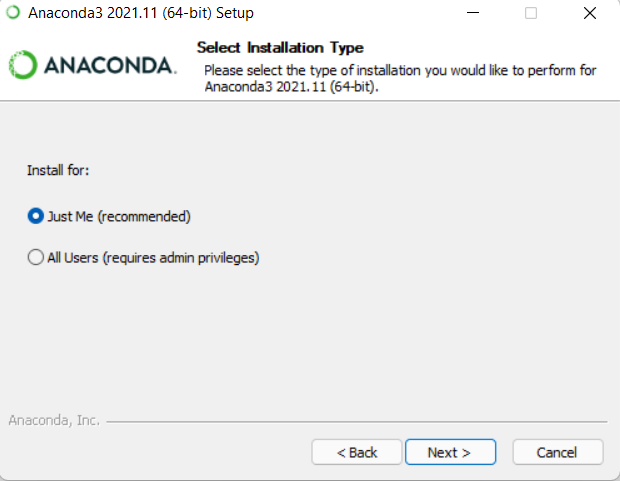 Anaconda3 2021.11 (64-bit) Setup
ANACONDA.
Select Installation Type
Please select the type of installation you would like to perform for
Anaconda3 2021.11 (64-bit).
Install for:
Just Me (recommended)
All Users (requires admin privileges)
Anaconda, Inc.
< Back
Next >
Cancel